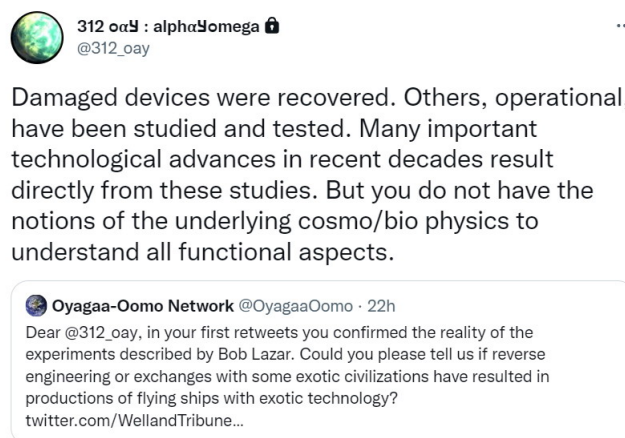 312 oαყ : alphαყomega
@312_oay
Damaged devices were recovered. Others, operational,
have been studied and tested. Many important
technological advances in recent decades result
directly from these studies. But you do not have the
notions of the underlying cosmo/bio physics to
understand all functional aspects.
Oyagaa-Oomo Network @OyagaaOomo · 22h
Dear @312_oay, in your first retweets you confirmed the reality of the
experiments described by Bob Lazar. Could you please tell us if reverse
engineering or exchanges with some exotic civilizations have resulted in
productions of flying ships with exotic technology?
twitter.com/WellandTribune...